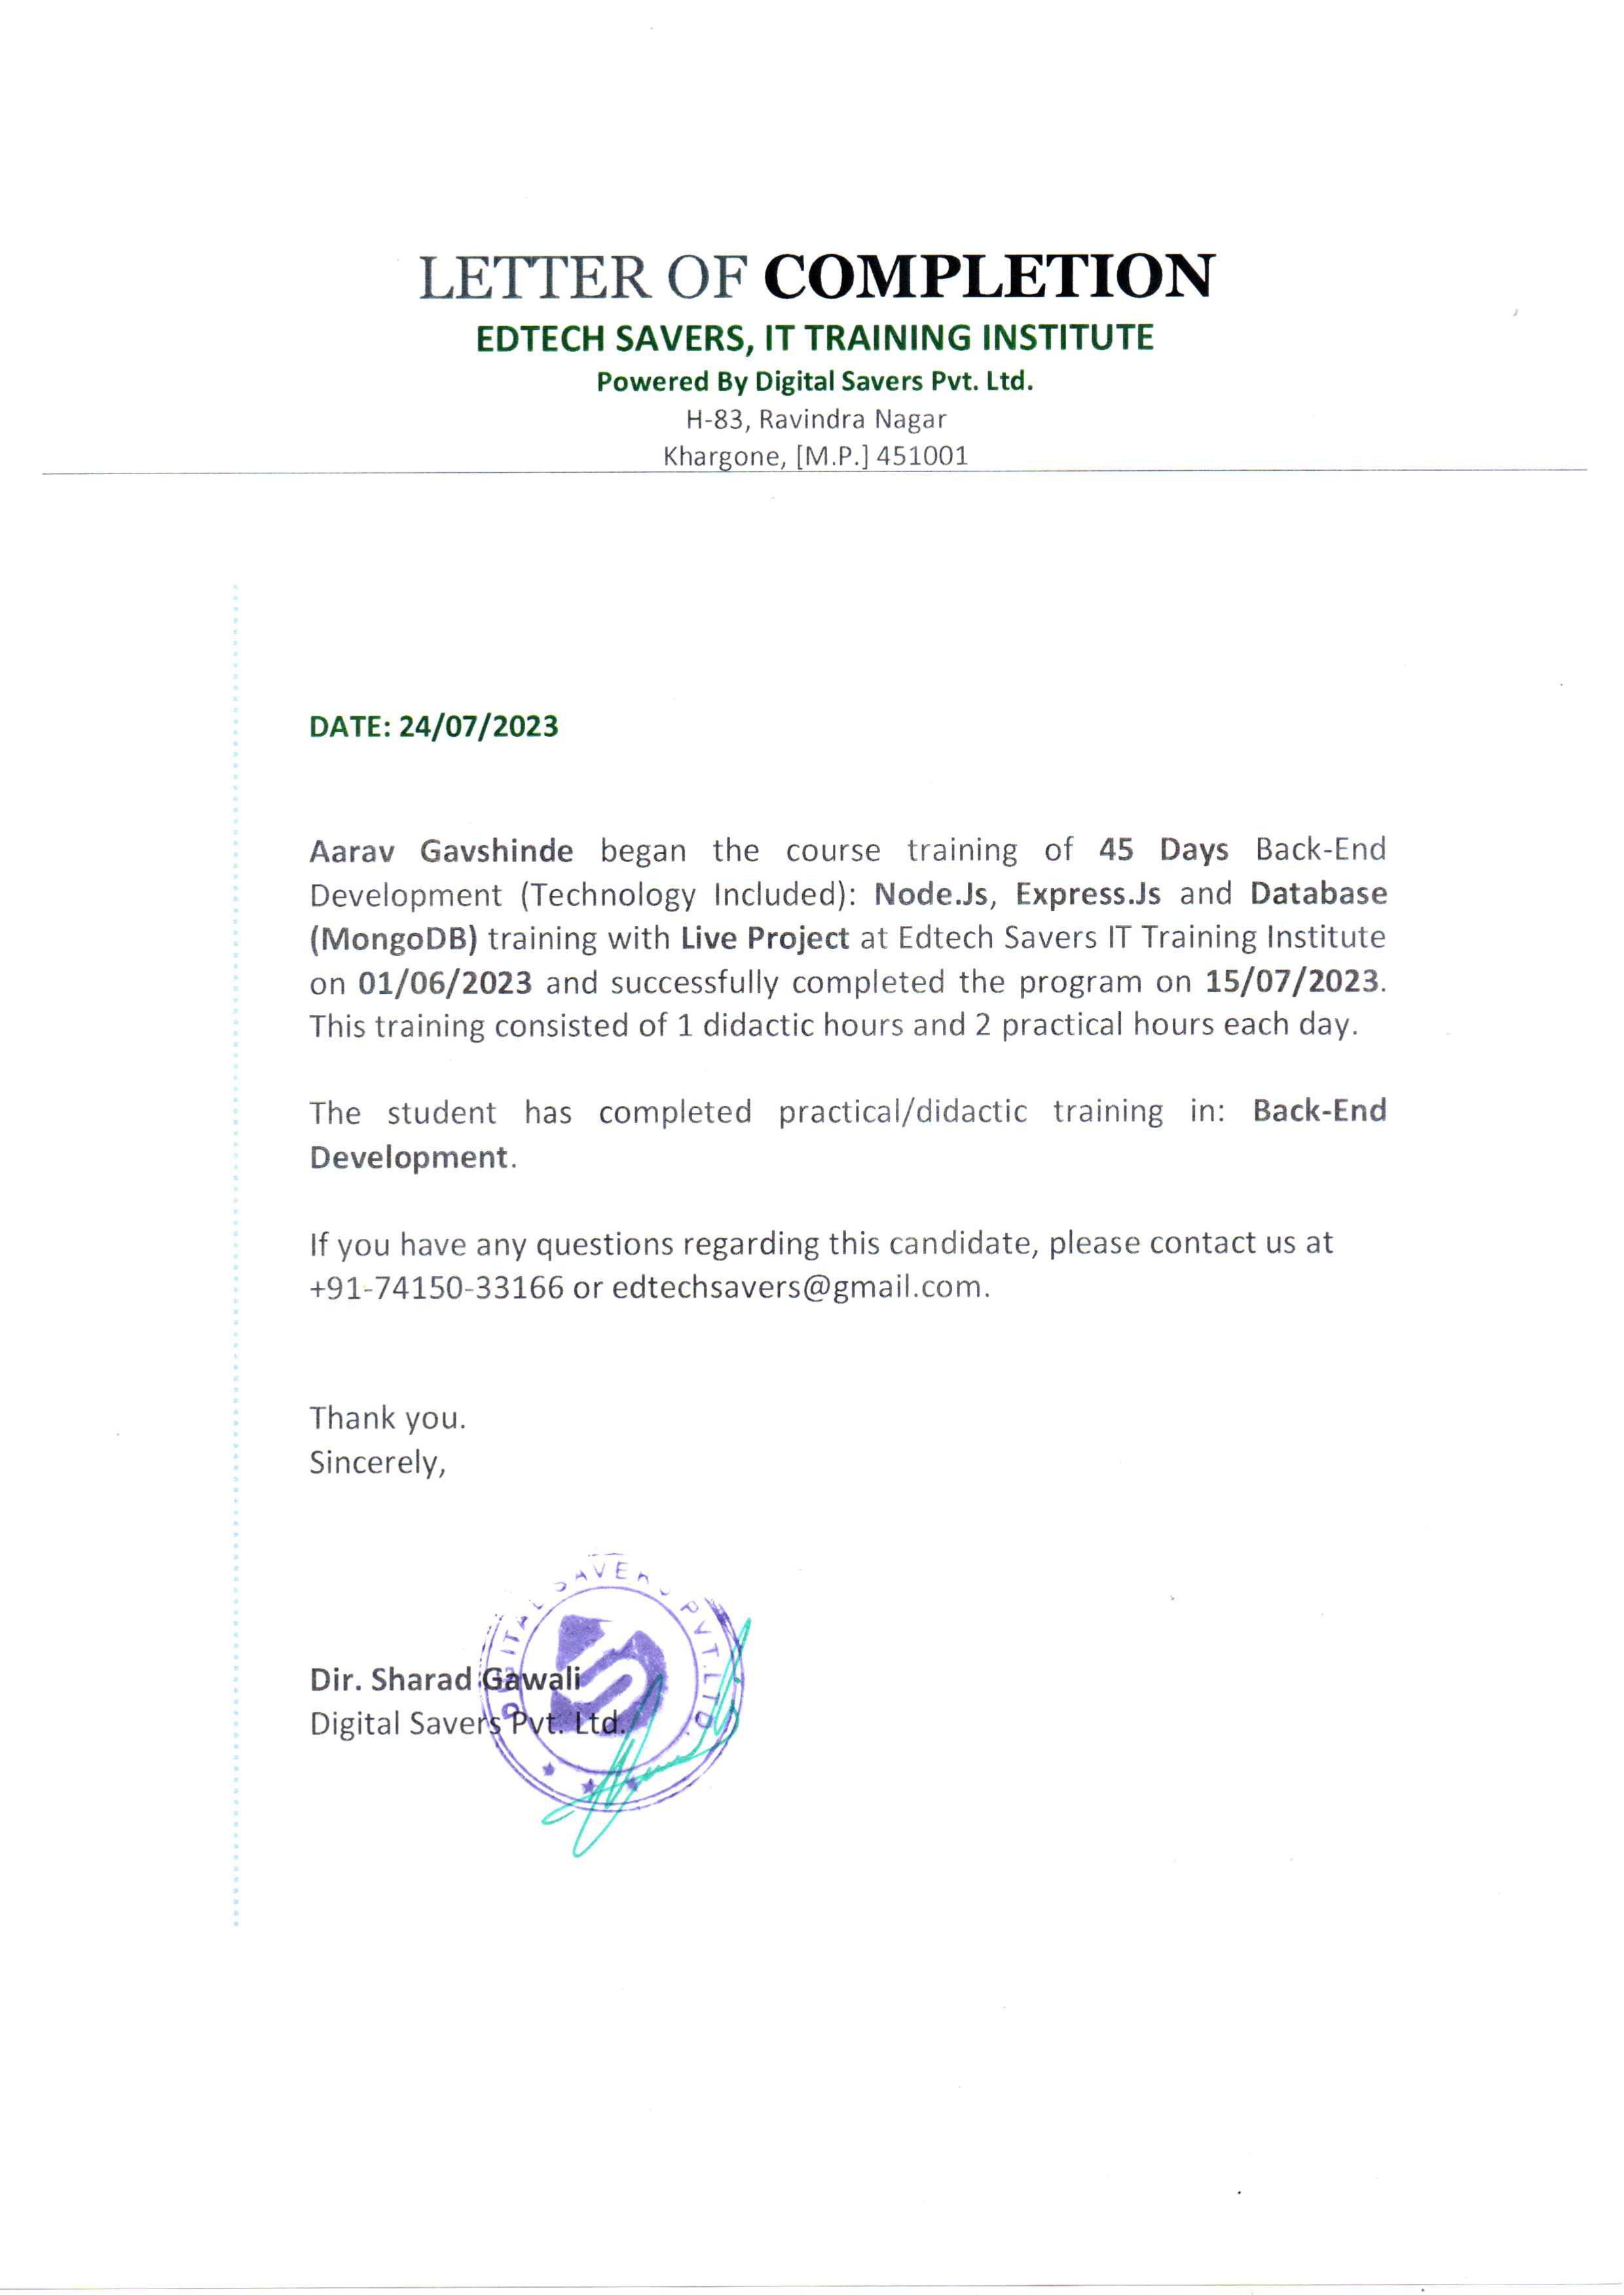 LETTER OF COMPLETION
EDTECH SAVERS, IT TRAINING INSTITUTE
Powered By Digital Savers Pvt. Ltd.
H-83, Ravindra Nagar
Khargone, [M.P.] 451001
DATE: 24/07/2023
Aarav Gavshinde began the course training of 45 Days Back-End
Development (Technology Included): Node.Js, Express.Js and Database
(MongoDB) training with Live Project at Edtech Savers IT Training Institute
on 01/06/2023 and successfully completed the program on 15/07/2023.
This training consisted of 1 didactic hours and 2 practical hours each day.
The student has completed practical/didactic training in: Back-End
Development.
If you have any questions regarding this candidate, please contact us at
+91-74150-33166 or edtechsavers@gmail.com.
Thank you.
Sincerely,
DIGITAL SAVERS PVT. LTD.
Dir. Sharad Gawali
Digital Savers Pvt. Ltd.